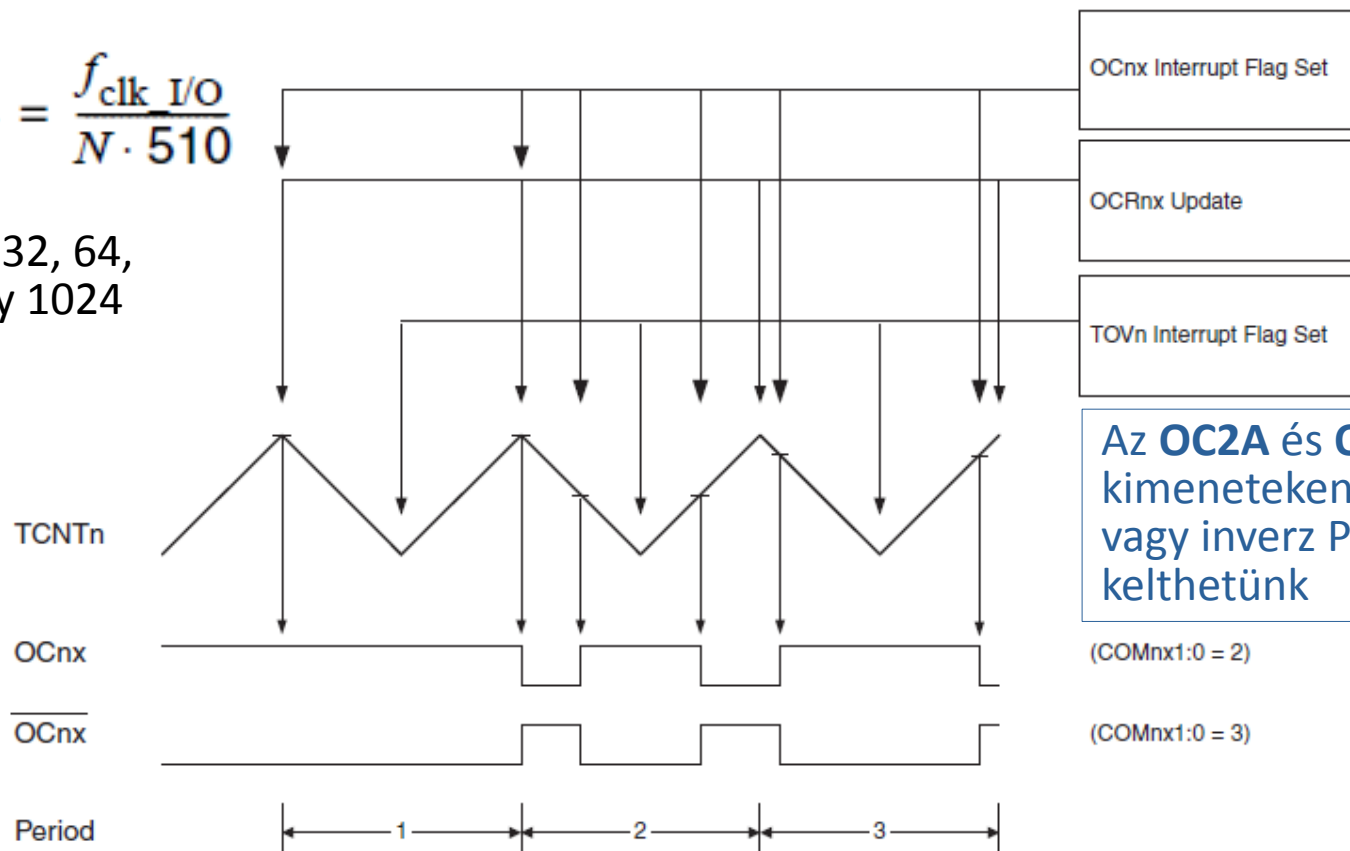 = f clk_I/O / N · 510
32, 64,
y 1024
OCnx Interrupt Flag Set
OCRnx Update
TOVn Interrupt Flag Set
Az OC2A és
kimeneteken
vagy inverz P
kelthetünk
TCNTn
OCnx
(COMnx1:0 = 2)
OCnx
(COMnx1:0 = 3)
Period
1
2
3